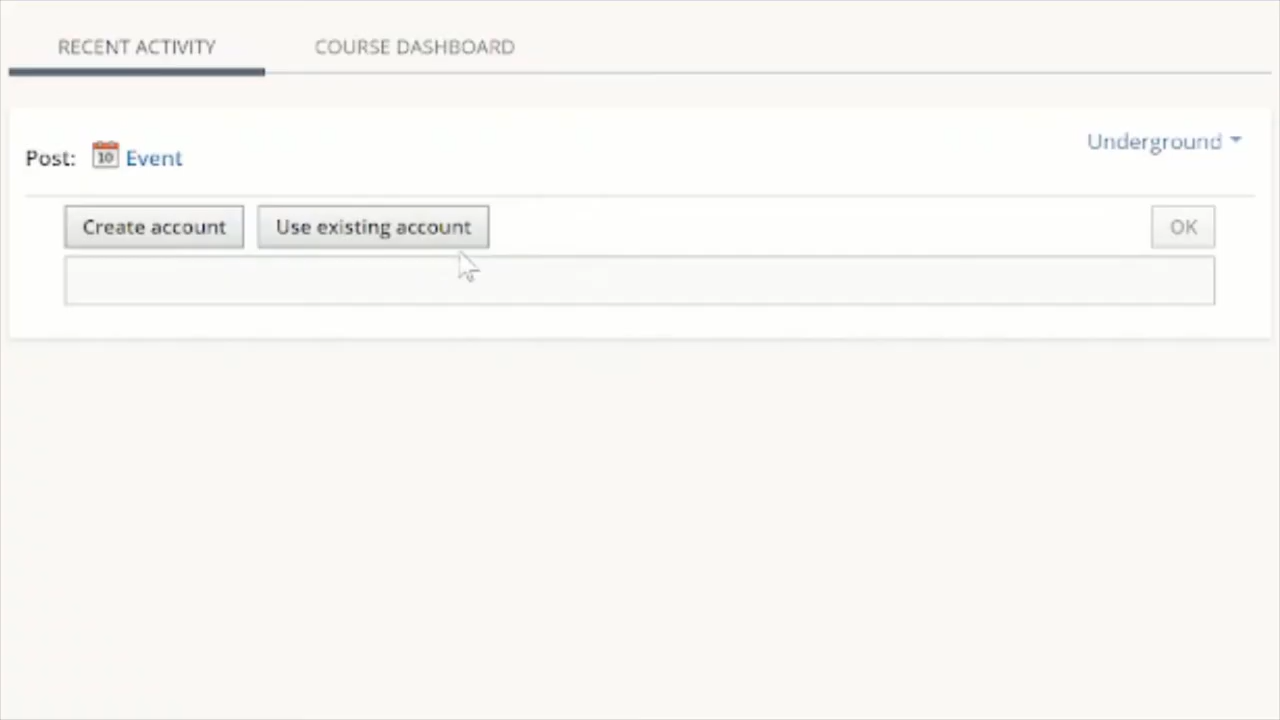 RECENT ACTIVITY COURSE DASHBOARD
Underground
Post: 10 Event
Create account Use existing account OK